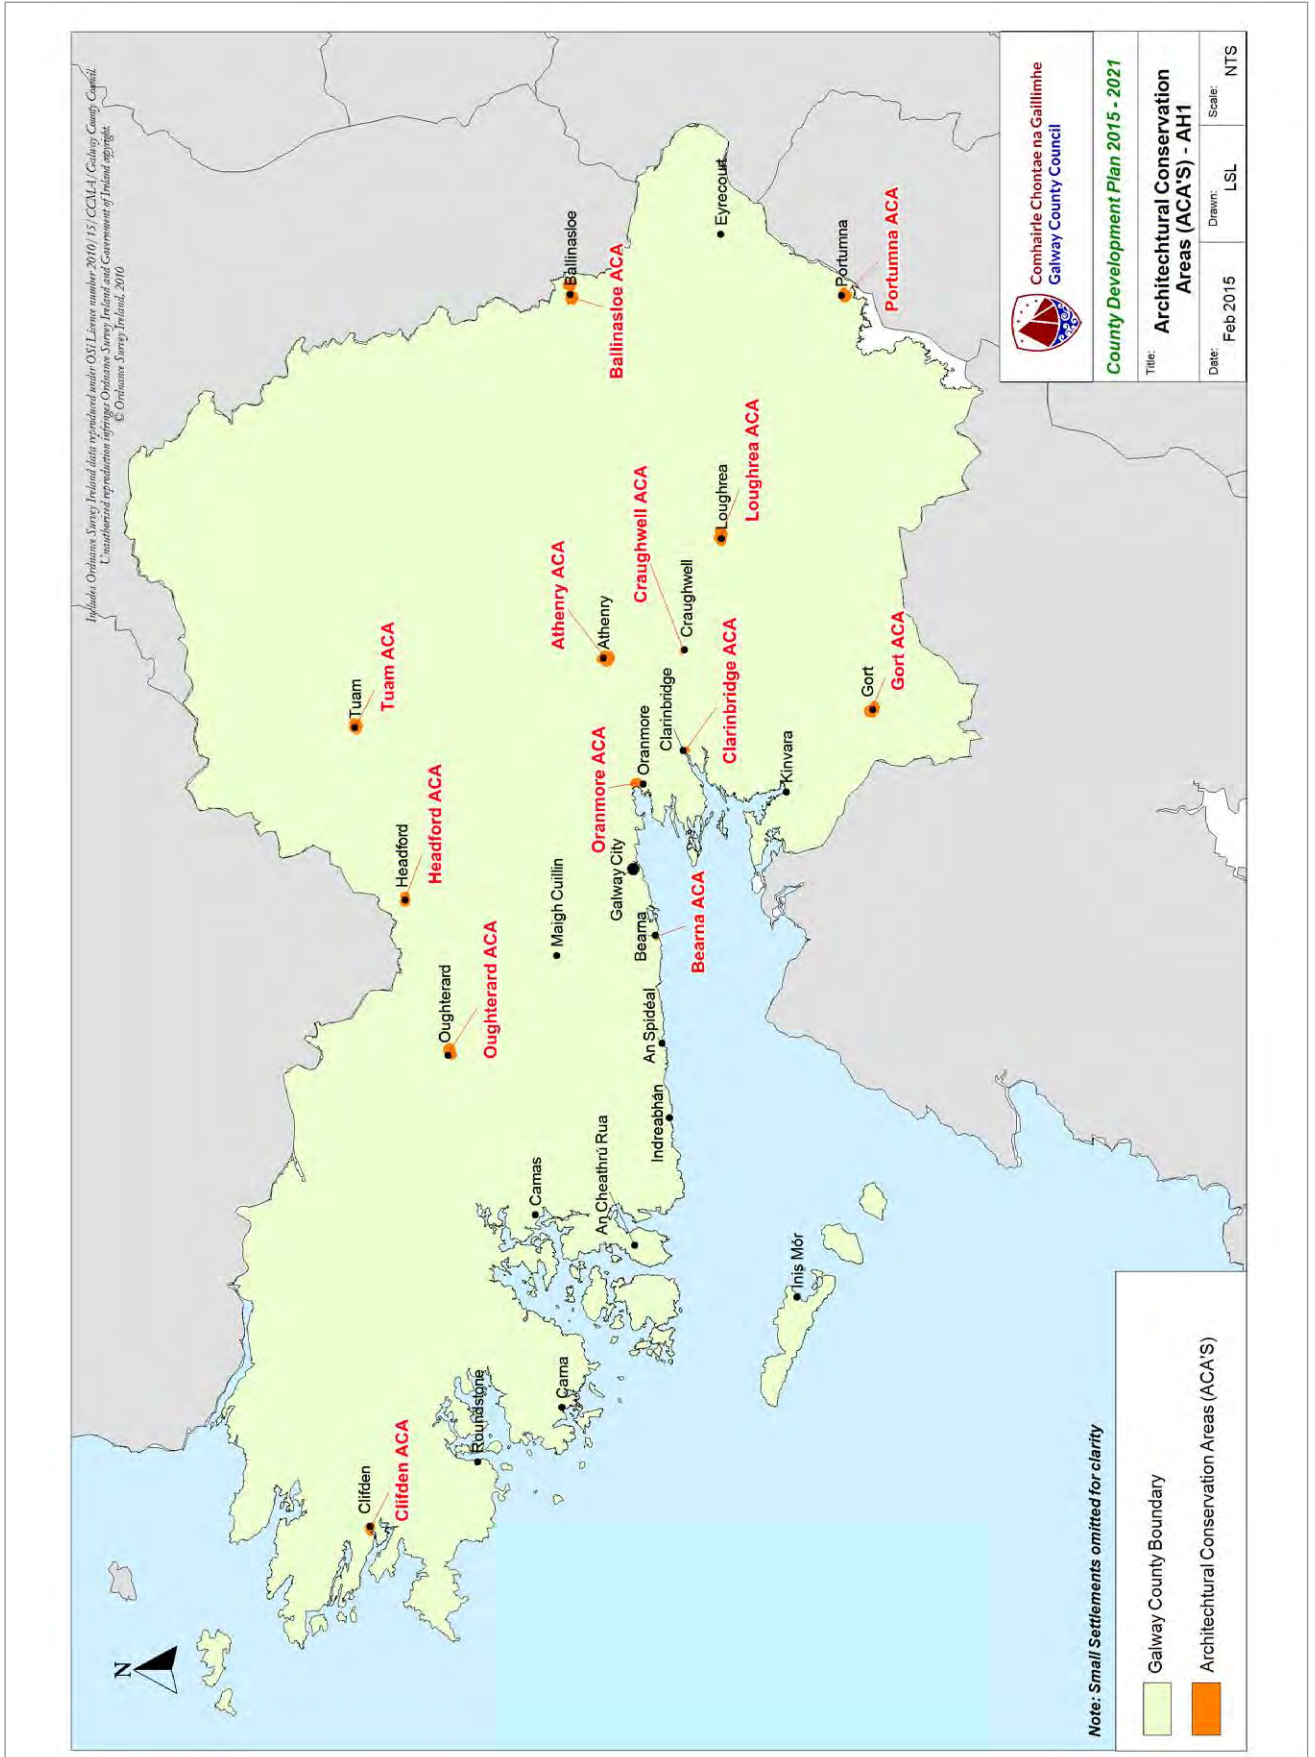 Includes Ordnance Survey Ireland data reproduced under OSi Licence number 2010/15/CCMA/Galway County Council.
Unauthorised reproduction infringes Ordnance Survey Ireland and Government of Ireland copyright.
© Ordnance Survey Ireland, 2010
N
Clifden
Clifden ACA
Roundstone
Carna
Camas
An Cheathrú Rua
Indreabhán
An Spidéal
Inis Mór
Oughterard
Oughterard ACA
Headford
Headford ACA
Maigh Cuillin
Bearna
Bearna ACA
Galway City
Oranmore ACA
Oranmore
Tuam
Tuam ACA
Athenry ACA
Athenry
Clarinbridge
Clarinbridge ACA
Craughwell ACA
Craughwell
Kinvara
Gort
Gort ACA
Loughrea
Loughrea ACA
Ballinasloe
Ballinasloe ACA
Eyrecourt
Portumna
Portumna ACA
Note: Small Settlements omitted for clarity
Galway County Boundary
Architechtural Conservation Areas (ACA'S)
Comhairle Chontae na Gaillimhe
Galway County Council
County Development Plan 2015 - 2021
Title:
Architechtural Conservation
Areas (ACA'S) - AH1
Date:
Feb 2015
Drawn:
LSL
Scale:
NTS